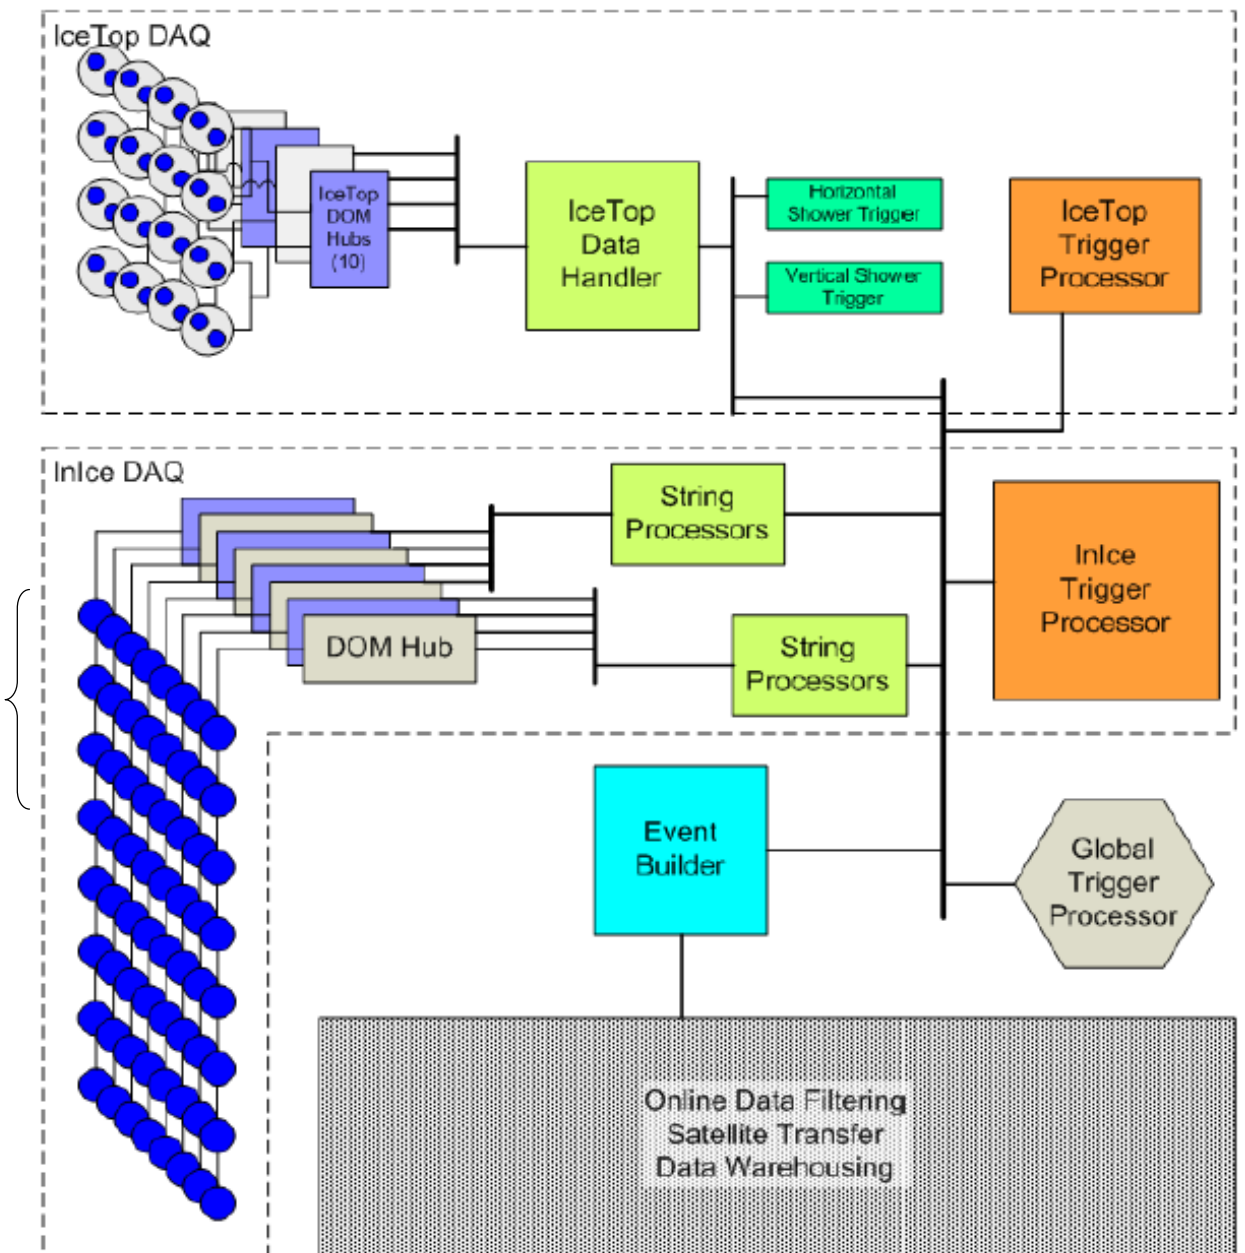 IceTop DAQ
IceTop
DOM
Hubs
(10)
IceTop
Data
Handler
Horizontal
Shower Trigger
Vertical Shower
Trigger
IceTop
Trigger
Processor
InIce DAQ
DOM Hub
String
Processors
String
Processors
InIce
Trigger
Processor
Event
Builder
Global
Trigger
Processor
Online Data Filtering
Satellite Transfer
Data Warehousing